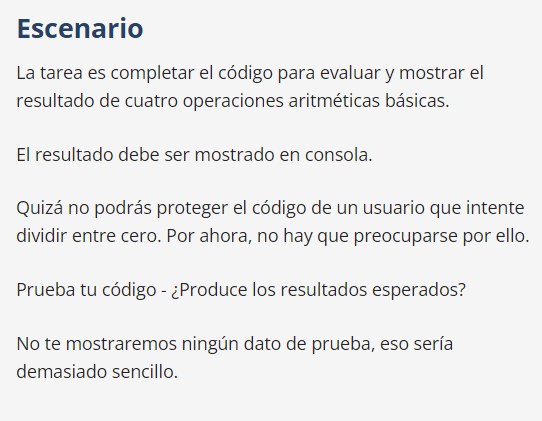 Escenario
La tarea es completar el código para evaluar y mostrar el
resultado de cuatro operaciones aritméticas básicas.
El resultado debe ser mostrado en consola.
Quizá no podrás proteger el código de un usuario que intente
dividir entre cero. Por ahora, no hay que preocuparse por ello.
Prueba tu código - ¿Produce los resultados esperados?
No te mostraremos ningún dato de prueba, eso sería
demasiado sencillo.